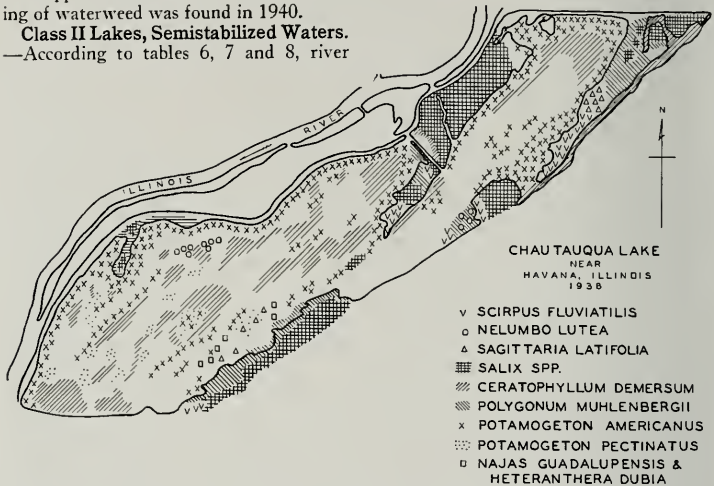 ing of waterweed was found in 1940.
Class II Lakes, Semistabilized Waters.
—According to tables 6, 7 and 8, river
ILLINOIS RIVER
N
CHAUTAUQUA LAKE
NEAR
HAVANA, ILLINOIS
1938
SCIRPUS FLUVIATILIS
NELUMBO LUTEA
SAGITTARIA LATIFOLIA
SALIX SPP.
CERATOPHYLLUM DEMERSUM
POLYGONUM MUHLENBERGII
POTAMOGETON AMERICANUS
POTAMOGETON PECTINATUS
NAJAS GUADALUPENSIS &
HETERANTHERA DUBIA